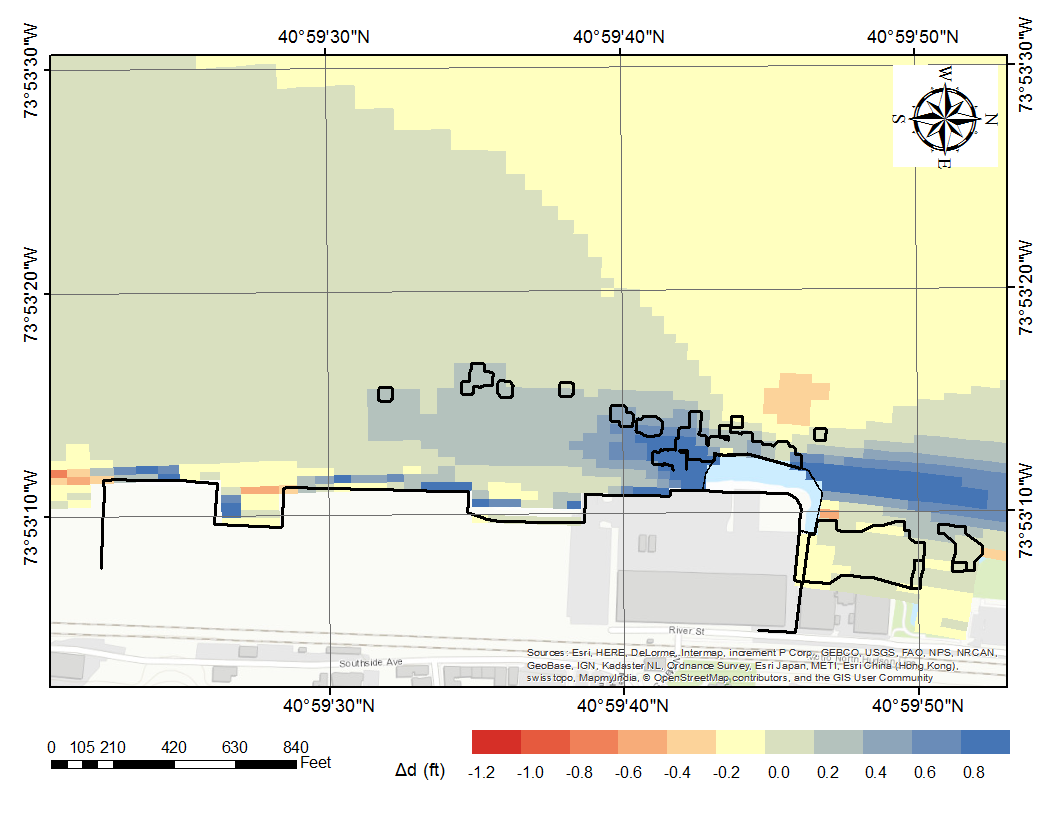 40°59'30"N 40°59'40"N 40°59'50"N
73°53'30"W 73°53'30"W
W
S N
E
73°53'20"W 73°53'20"W
73°53'10"W 73°53'10"W
River St
Southside Ave
Sources: Esri, HERE, DeLorme, Intermap, increment P Corp., GEBCO, USGS, FAO, NPS, NRCAN,
GeoBase, IGN, Kadaster NL, Ordnance Survey, Esri Japan, METI, Esri China (Hong Kong),
swisstopo, MapmyIndia, © OpenStreetMap contributors, and the GIS User Community
40°59'30"N 40°59'40"N 40°59'50"N
0 105 210 420 630 840
Feet
Δd (ft) -1.2 -1.0 -0.8 -0.6 -0.4 -0.2 0.0 0.2 0.4 0.6 0.8